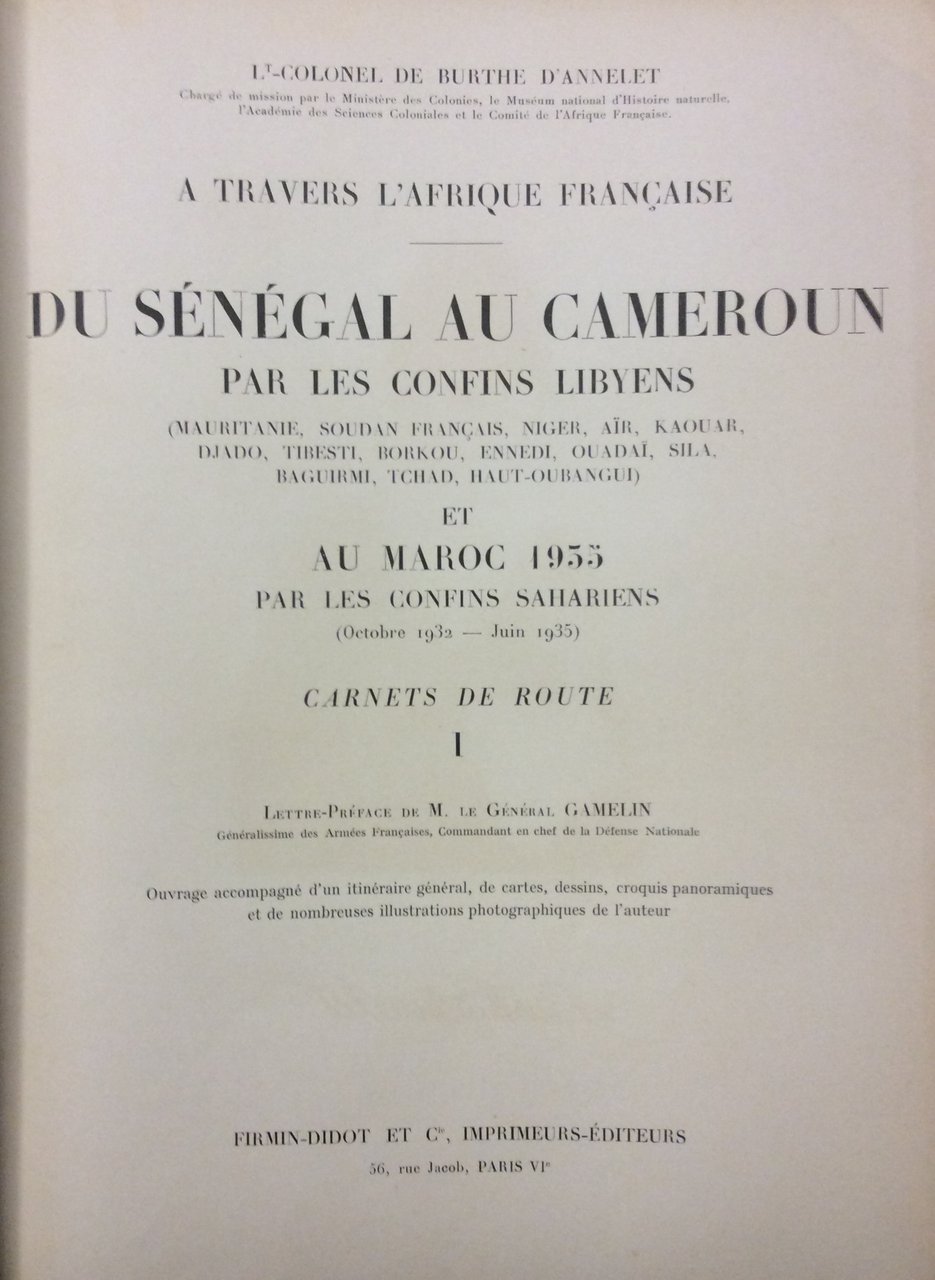 LT-COLONEL DE BURTHE D'ANNELET
Chargé de mission par le Ministère des Colonies, le Muséum national d'Histoire naturelle,
l'Académie des Sciences Coloniales et le Comité de l'Afrique Française.
A TRAVERS L'AFRIQUE FRANÇAISE
DU SÉNÉGAL AU CAMEROUN
PAR LES CONFINS LIBYENS
(MAURITANIE, SOUDAN FRANÇAIS, NIGER, AÏR, KAOUAR,
DJADO, TIBESTI, BORKOU, ENNEDI, OUADAÏ, SILA,
BAGUIRMI, TCHAD, HAUT-OUBANGUI)
ET
AU MAROC 1935
PAR LES CONFINS SAHARIENS
(Octobre 1932 — Juin 1935)
CARNETS DE ROUTE
I
LETTRE-PRÉFACE DE M. LE GÉNÉRAL GAMELIN
Généralissime des Armées Françaises, Commandant en chef de la Défense Nationale
Ouvrage accompagné d'un itinéraire général, de cartes, dessins, croquis panoramiques
et de nombreuses illustrations photographiques de l'auteur
FIRMIN-DIDOT ET Cie, IMPRIMEURS-ÉDITEURS
56, rue Jacob, PARIS VIe